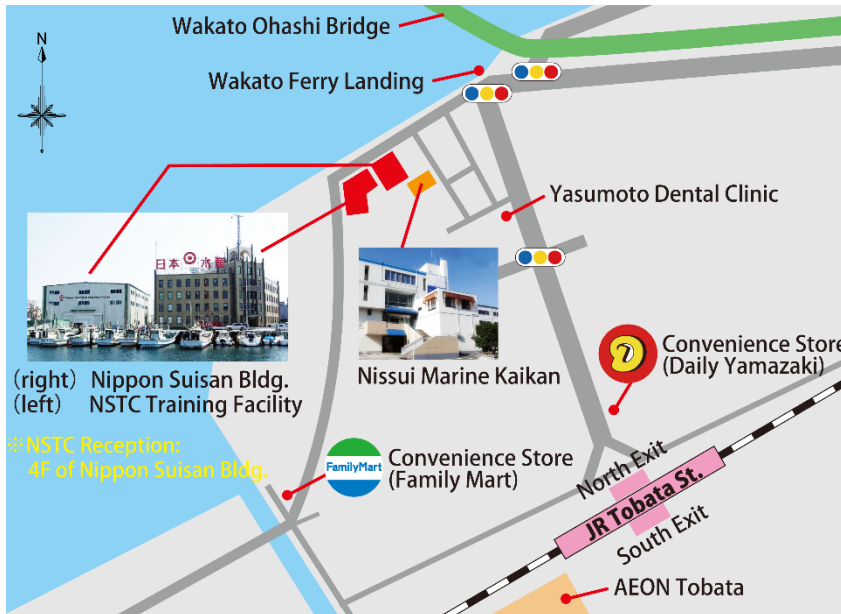 Wakato Ohashi Bridge
N
Wakato Ferry Landing
Yasumoto Dental Clinic
日本 水産
(right) Nippon Suisan Bldg.
(left) NSTC Training Facility
Nissui Marine Kaikan
Convenience Store
(Daily Yamazaki)
※NSTC Reception:
4F of Nippon Suisan Bldg.
FamilyMart
Convenience Store
(Family Mart)
North Exit
JR Tobata St.
South Exit
AEON Tobata